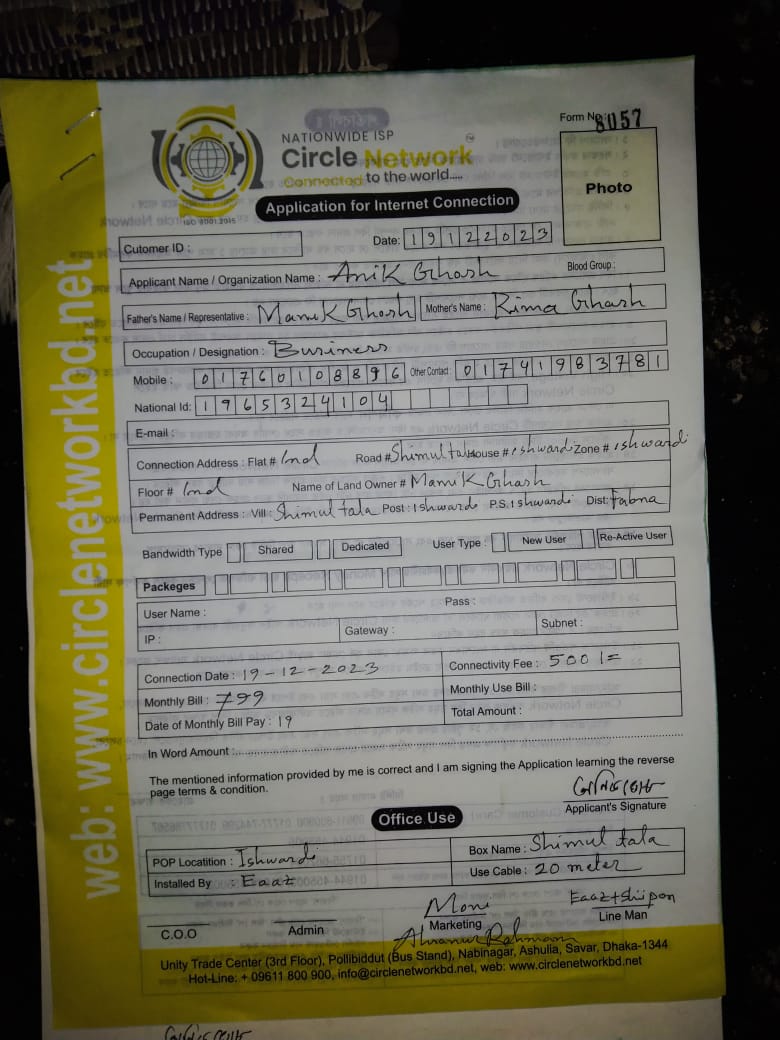 Form No: 8057
NATIONWIDE ISP
Circle Network
Connected to the world.....
ISO 9001:2015
Application for Internet Connection
Photo
Cutomer ID :
Date: 19122023
Applicant Name / Organization Name : Anik Ghosh Blood Group :
Father's Name / Representative : Manik Ghosh Mother's Name : Rima Ghosh
Occupation / Designation : Business
Mobile : 01760108896 Other Contact : 01741983781
National Id: 1965324104
E-mail :
Connection Address : Flat # Ind Road # Shimultala House # ishwardi Zone # ishwardi
Floor # Ind Name of Land Owner # Manik Ghosh
Permanent Address : Vill : Shimul tala Post : Ishwardi P.S. Ishwardi Dist: Pabna
Bandwidth Type Shared Dedicated User Type : New User Re-Active User
Packeges
User Name : Pass :
IP : Gateway : Subnet :
Connection Date : 19-12-2023 Connectivity Fee : 500/=
Monthly Bill : 799 Monthly Use Bill :
Date of Monthly Bill Pay : 19 Total Amount :
In Word Amount :
The mentioned information provided by me is correct and I am signing the Application learning the reverse
page terms & condition.
Applicant's Signature
Office Use
POP Locatition : Ishwardi Box Name : Shimul tala
Installed By : Eaaz Use Cable : 20 meter
Moni Eaaz+Shipon
C.O.O Admin Marketing Line Man
Unity Trade Center (3rd Floor), Pollibiddut (Bus Stand), Nabinagar, Ashulia, Savar, Dhaka-1344
Hot-Line: + 09611 800 900, info@circlenetworkbd.net, web: www.circlenetworkbd.net
web: www.circlenetworkbd.net